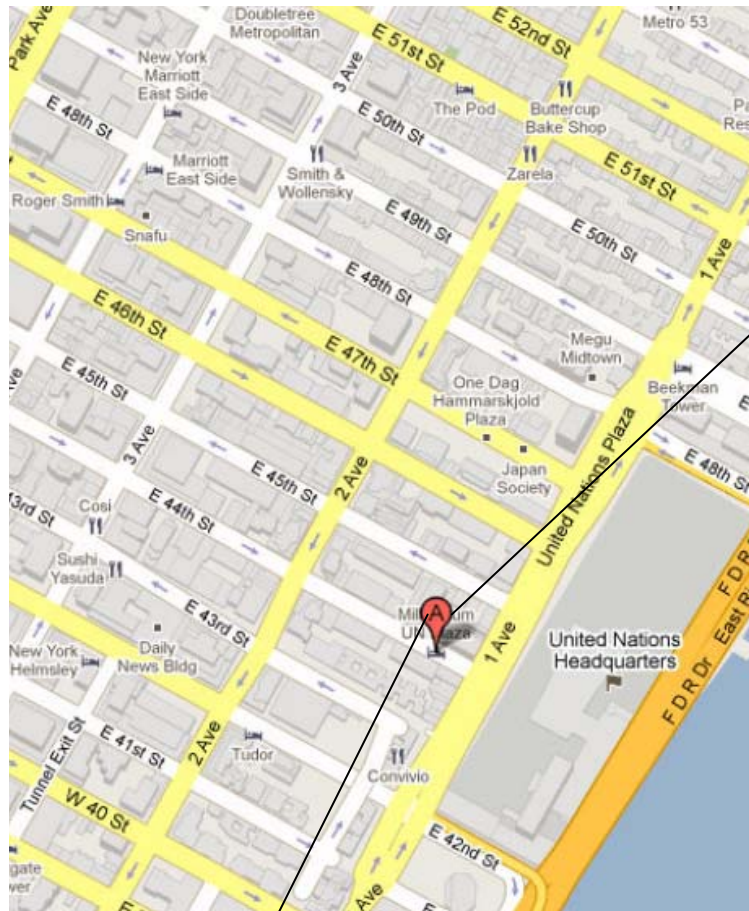 Doubletree
Metropolitan
E 52nd St
Metro 53
Park Ave
E 51st St
New York
Marriott
East Side
3 Ave
The Pod
Buttercup
Bake Shop
E 48th St
E 50th St
Marriott
East Side
Smith &
Wollensky
Zarela
E 51st St
Roger Smith
Snafu
E 49th St
E 50th St
1 Ave
E 48th St
E 46th St
E 47th St
Megu
Midtown
Beekman
Tower
E 45th St
One Dag
Hammarskjold
Plaza
3 Ave
United Nations Plaza
E 48th St
Japan
Society
2 Ave
E 45th St
Cosi
E 44th St
43rd St
Sushi
Yasuda
F D R
East
A
UN Plaza
E 43rd St
1 Ave
United Nations
Headquarters
Daily
News Bldg
New York
Helmsley
F D R Dr
Tunnel Exit St
E 41st St
2 Ave
Tudor
Convivio
W 40 St
E 42nd St
Ave